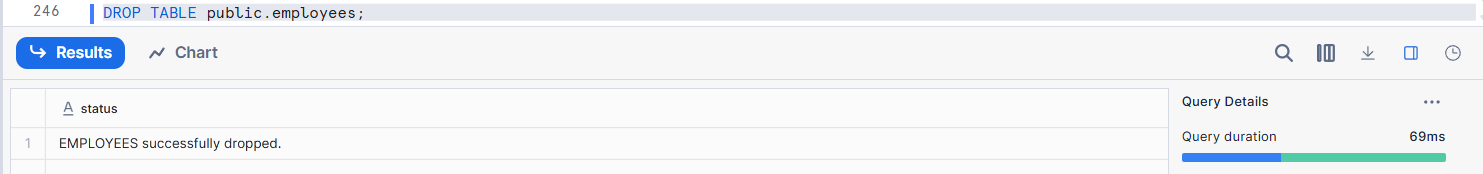 246 DROP TABLE public.employees;
Results Chart
A status
Query Details
1 EMPLOYEES successfully dropped.
Query duration 69ms